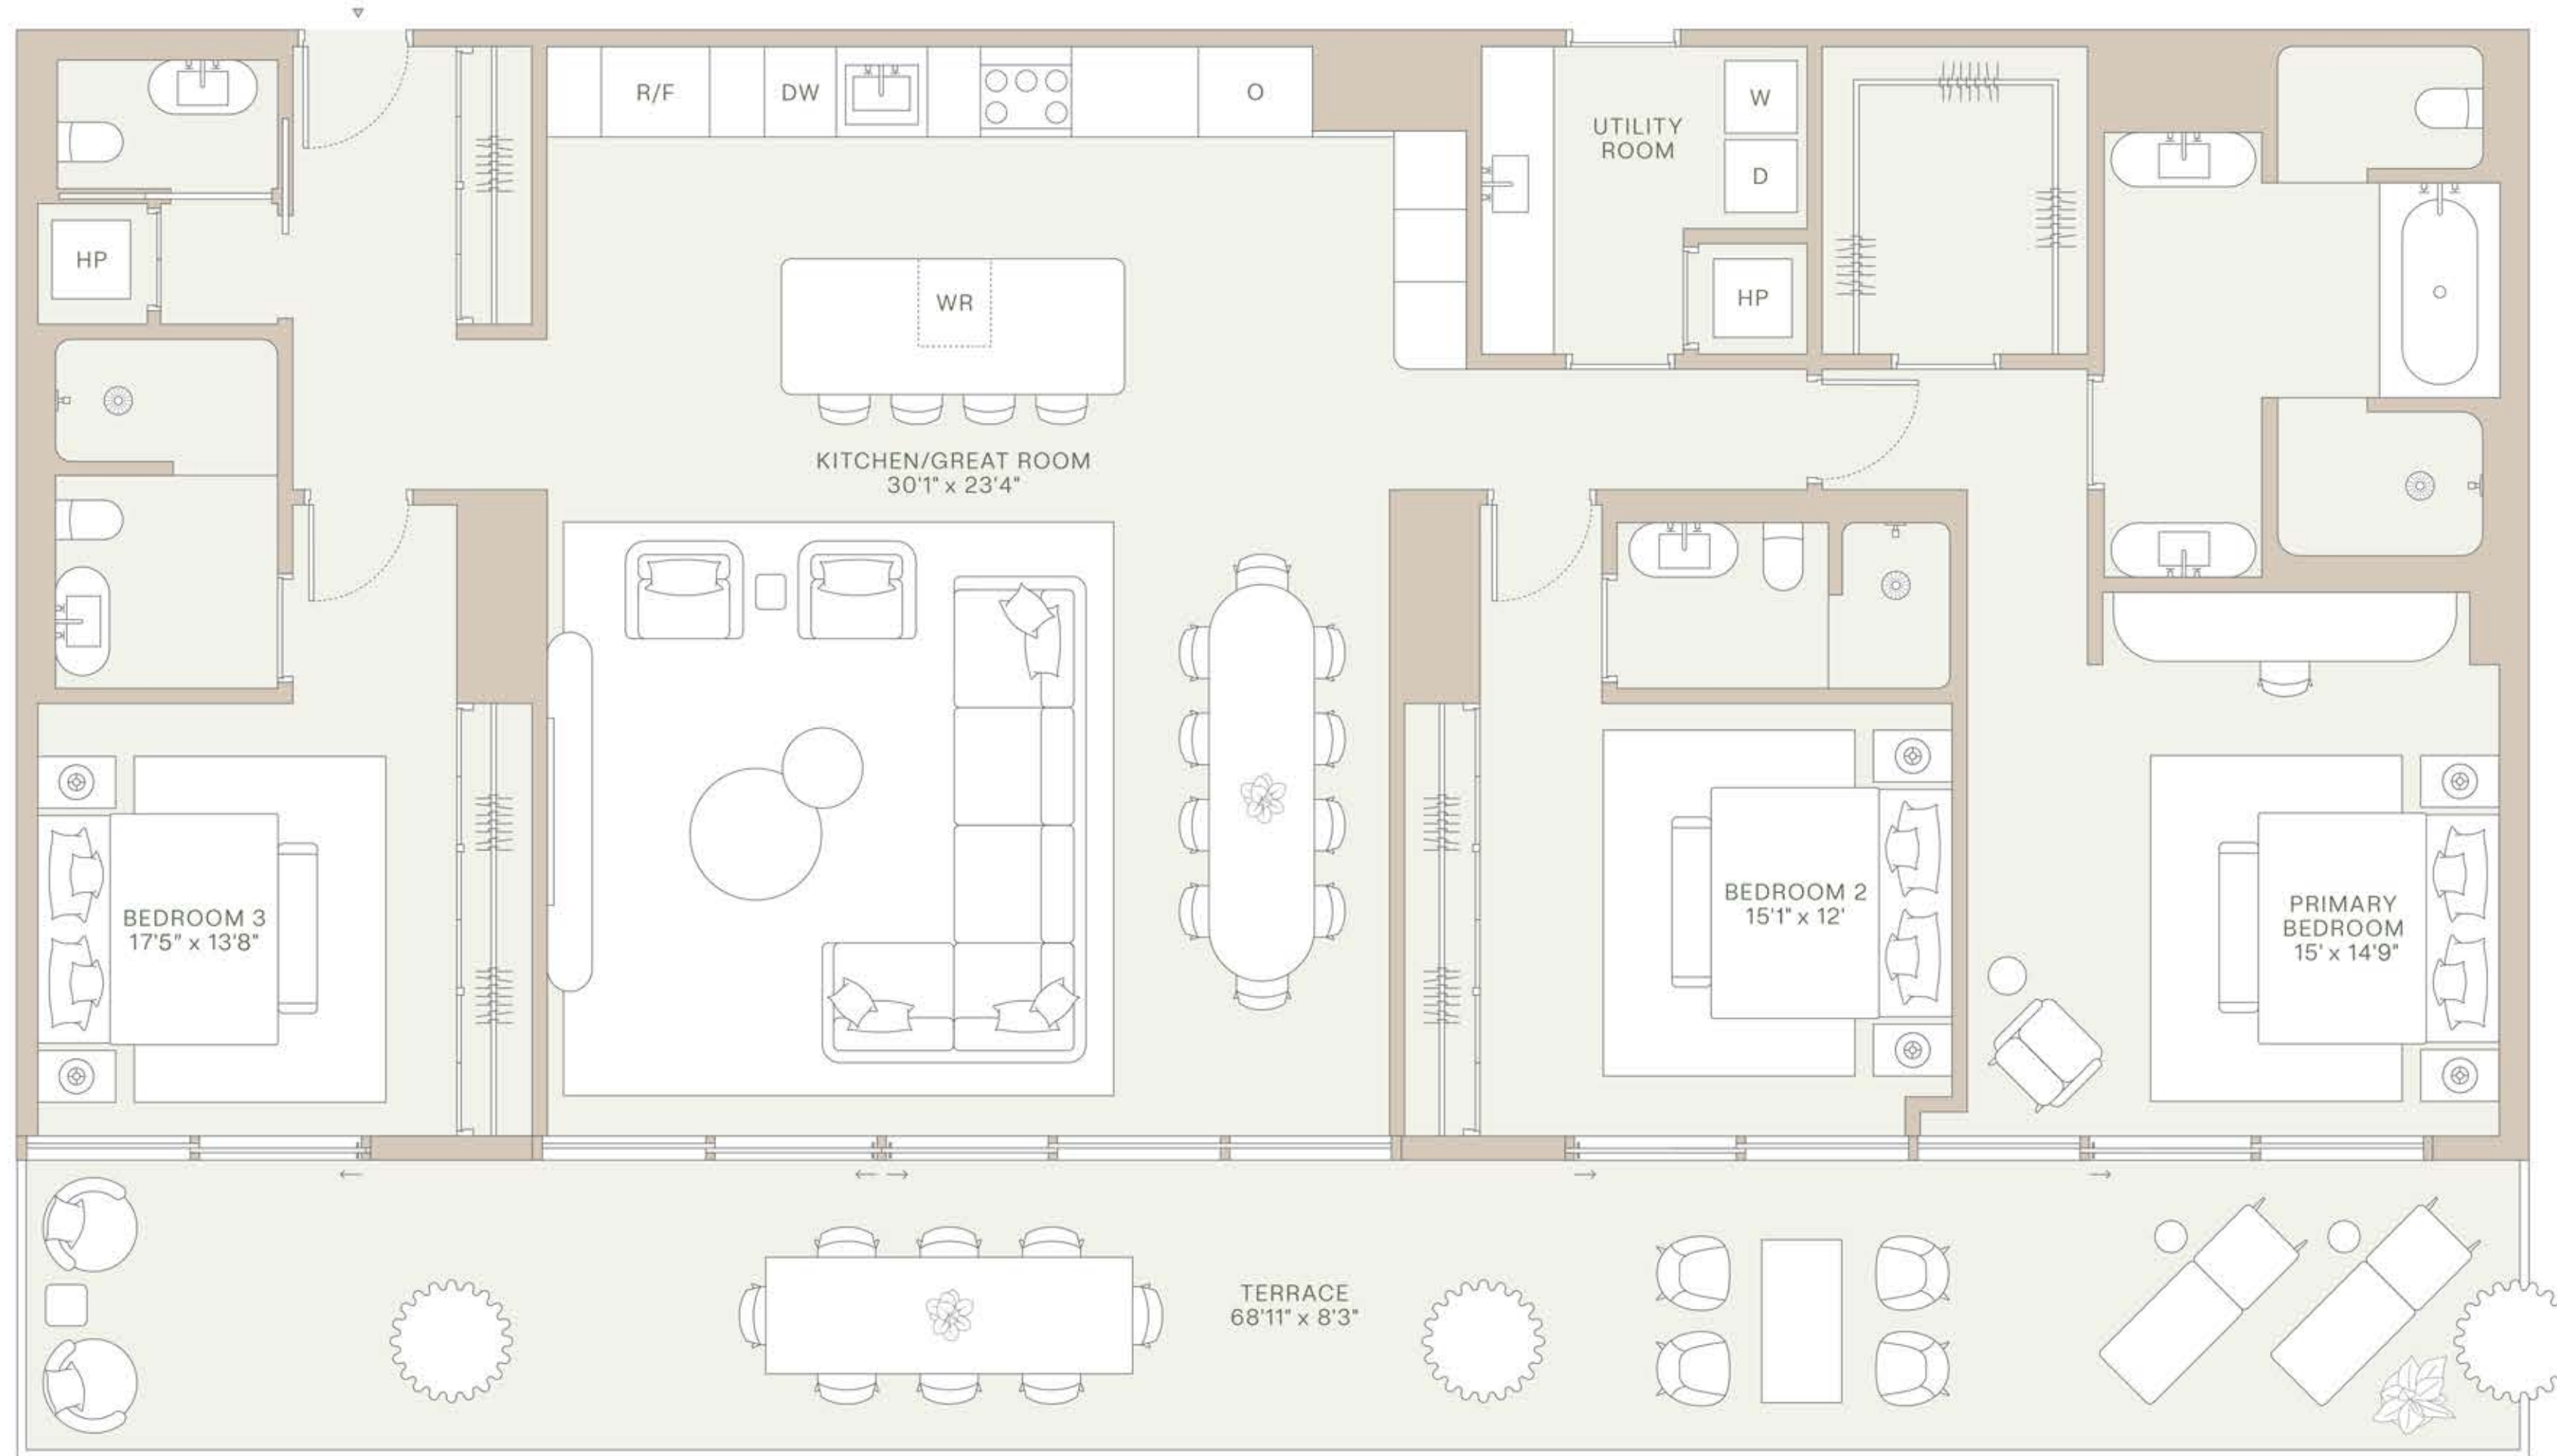 R/F
DW
O
UTILITY
ROOM
W
D
HP
WR
HP
KITCHEN/GREAT ROOM
30'1" x 23'4"
BEDROOM 3
17'5" x 13'8"
BEDROOM 2
15'1" x 12'
PRIMARY
BEDROOM
15' x 14'9"
TERRACE
68'11" x 8'3"